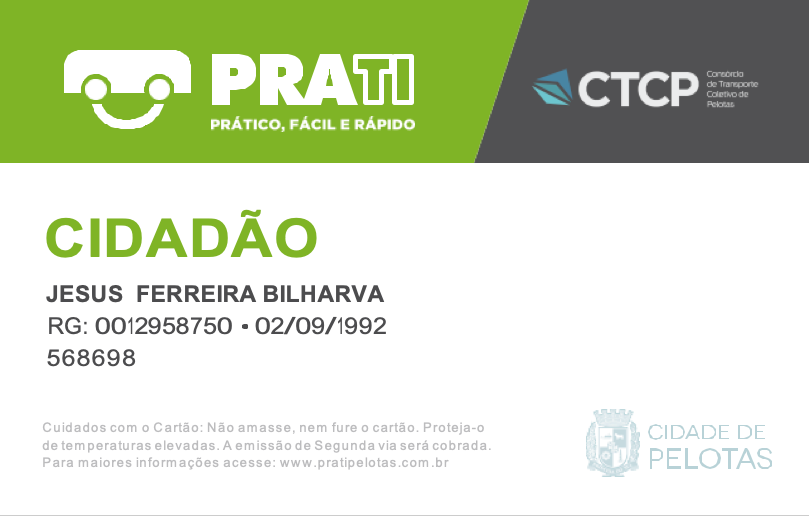 PRATI
PRÁTICO, FÁCIL E RÁPIDO
CTCP
Consórcio
de Transporte
Coletivo de
Pelotas
CIDADÃO
JESUS FERREIRA BILHARVA
RG: 0012958750 • 02/09/1992
568698
Cuidados com o Cartão: Não amasse, nem fure o cartão. Proteja-o
de temperaturas elevadas. A emissão de Segunda via será cobrada.
Para maiores informações acesse: www.pratipelotas.com.br
CIDADE DE
PELOTAS